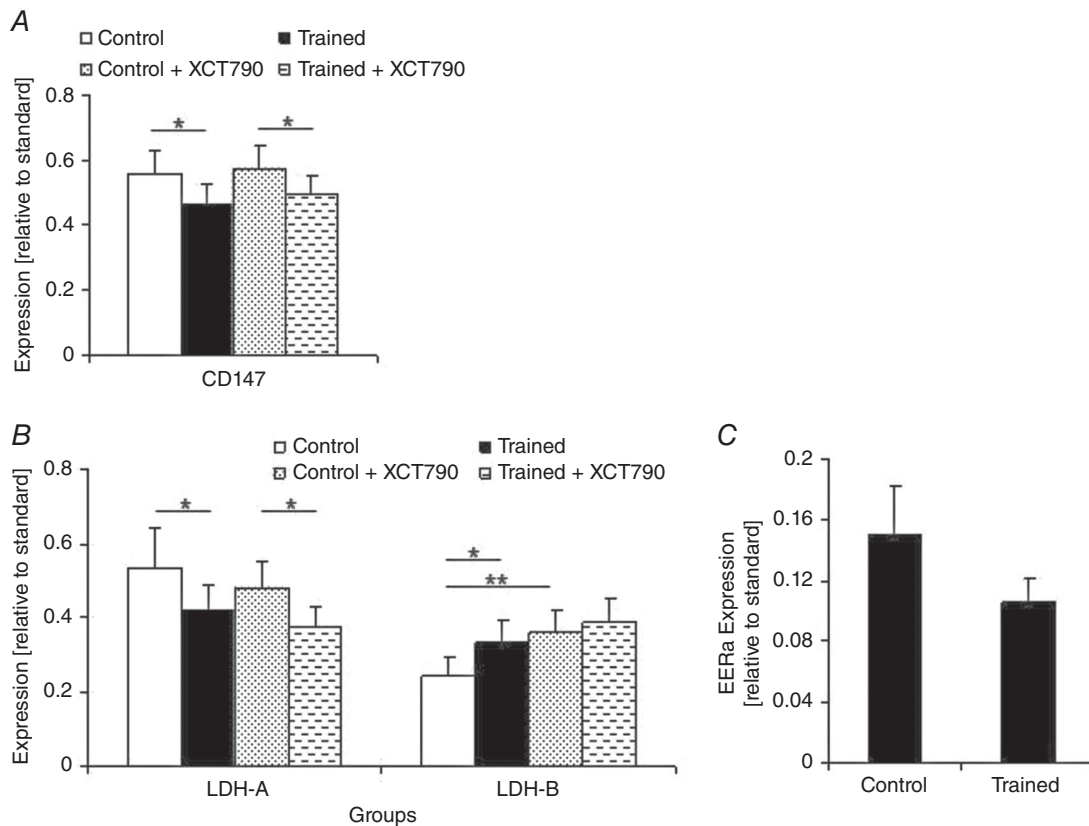 A
Control
Trained
Control + XCT790
Trained + XCT790
Expression [relative to standard]
0.8
0.6
0.4
0.2
0
*
*
CD147
B
Control
Trained
Control + XCT790
Trained + XCT790
Expression [relative to standard]
0.8
0.6
0.4
0.2
0
*
*
*
**
LDH-A
LDH-B
Groups
C
EERa Expression
[relative to standard]
0.2
0.16
0.12
0.08
0.04
0
Control
Trained